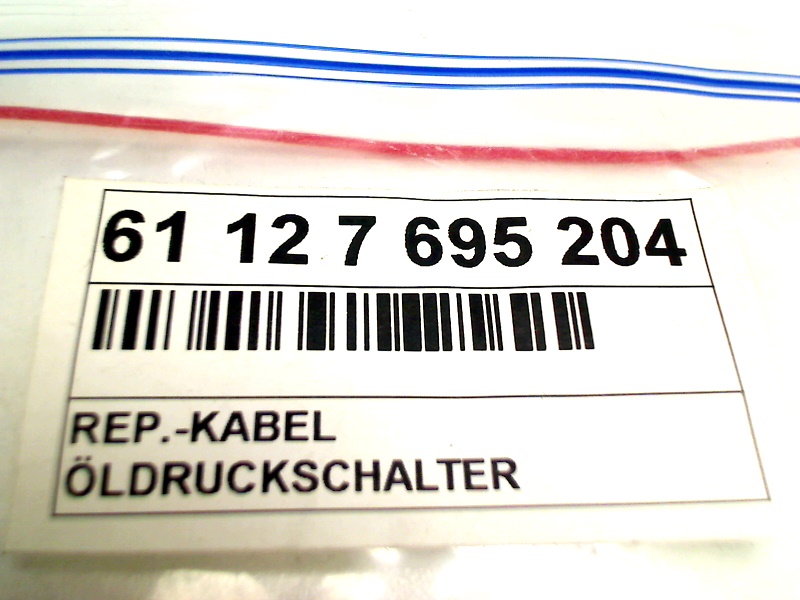 61 12 7 695 204
REP.-KABEL
ÖLDRUCKSCHALTER